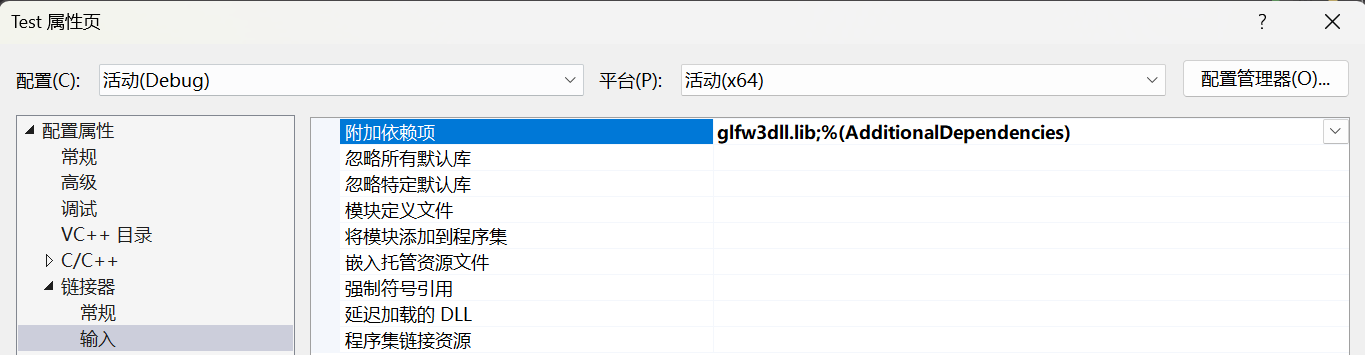 Test 属性页
配置(C): 活动(Debug) 平台(P): 活动(x64) 配置管理器(O)...
配置属性
常规
高级
调试
VC++ 目录
C/C++
链接器
常规
输入
附加依赖项 glfw3dll.lib;%(AdditionalDependencies)
忽略所有默认库
忽略特定默认库
模块定义文件
将模块添加到程序集
嵌入托管资源文件
强制符号引用
延迟加载的 DLL
程序集链接资源